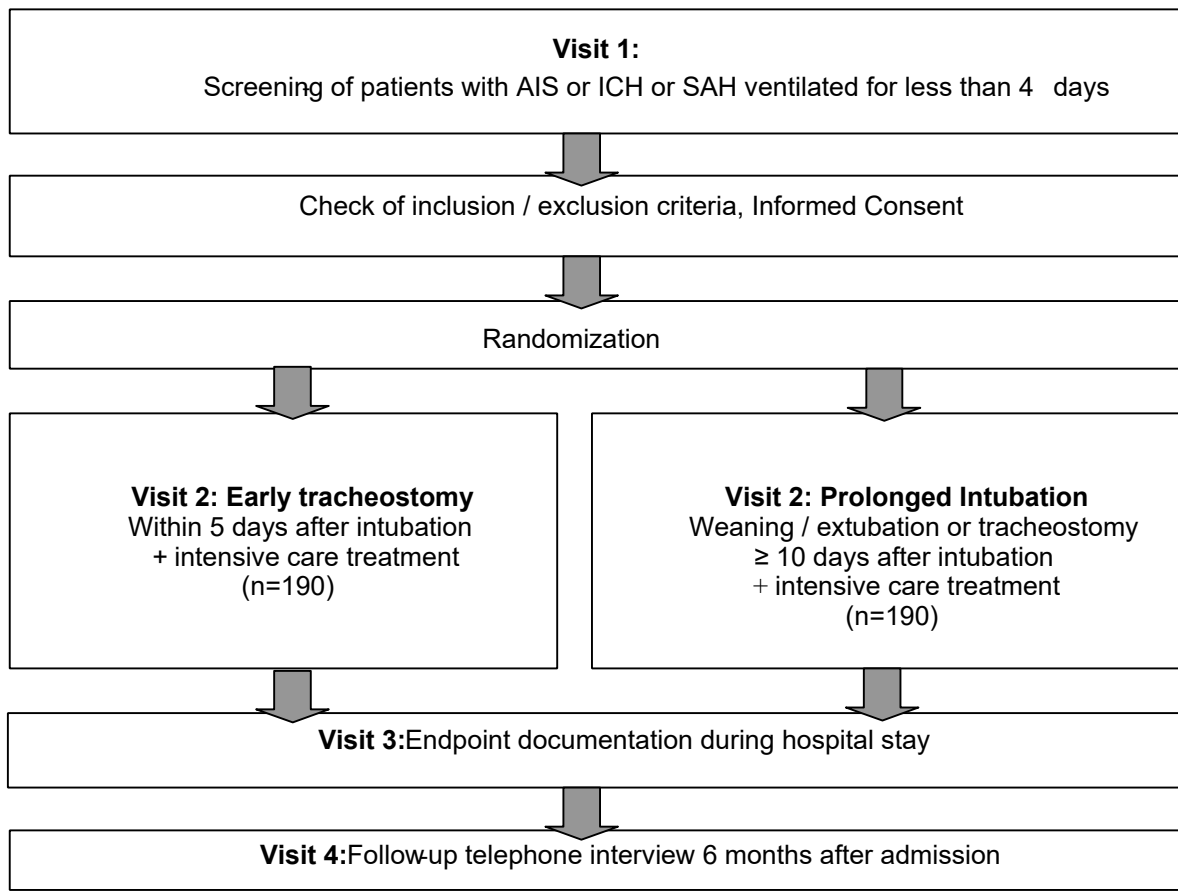 Visit 1:
Screening of patients with AIS or ICH or SAH ventilated for less than 4 days
Check of inclusion / exclusion criteria, Informed Consent
Randomization
Visit 2: Early tracheostomy
Within 5 days after intubation
+ intensive care treatment
(n=190)
Visit 2: Prolonged Intubation
Weaning / extubation or tracheostomy
≥ 10 days after intubation
+ intensive care treatment
(n=190)
Visit 3:Endpoint documentation during hospital stay
Visit 4:Follow-up telephone interview 6 months after admission